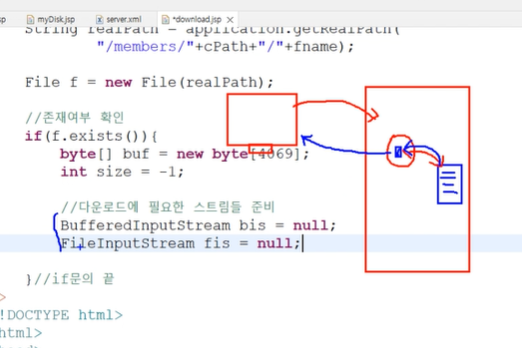 sp
myDisk.jsp
server.xml
*download.jsp
String realPath = application.getRealPath(
"/members/"+cPath+"/"+fname);
File f = new File(realPath);
//존재여부 확인
if(f.exists()){
byte[] buf = new byte[4069];
int size = -1;
//다운로드에 필요한 스트림들 준비
BufferedInputStream bis = null;
FileInputStream fis = null;
}//if문의 끝
>
!DOCTYPE html>
html>